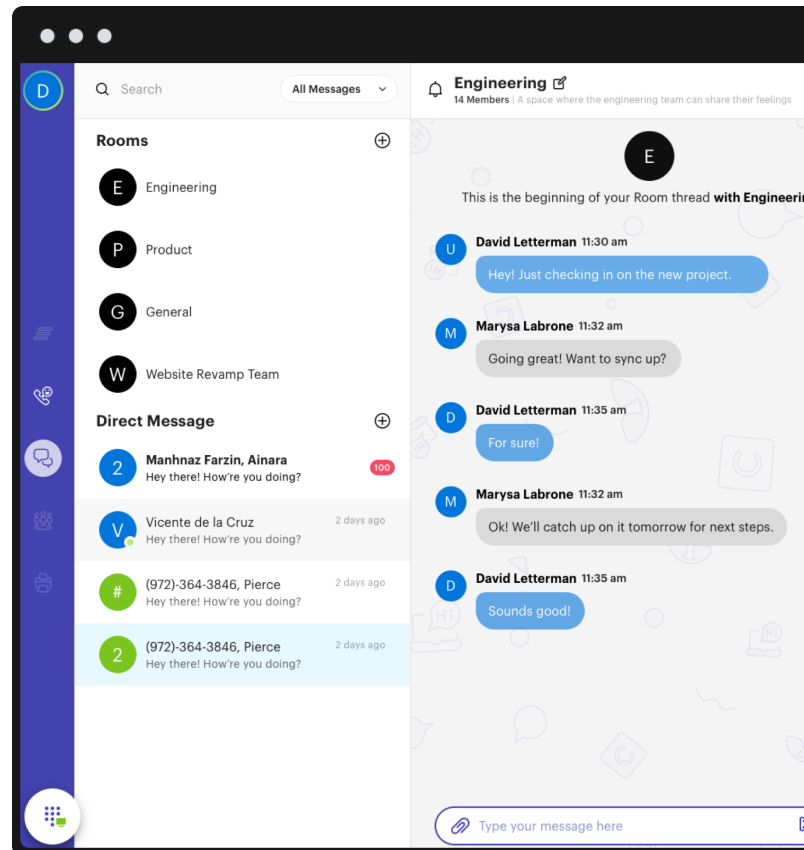 D
Search
All Messages
Rooms
E Engineering
P Product
G General
W Website Revamp Team
Direct Message
2 Manhnaz Farzin, Ainara
Hey there! How're you doing?
100
V Vicente de la Cruz
2 days ago
Hey there! How're you doing?
# (972)-364-3846, Pierce
2 days ago
Hey there! How're you doing?
2 (972)-364-3846, Pierce
2 days ago
Hey there! How're you doing?
Engineering
14 Members | A space where the engineering team can share their feelings
E
This is the beginning of your Room thread with Engineerin
U
David Letterman 11:30 am
Hey! Just checking in on the new project.
M
Marysa Labrone 11:32 am
Going great! Want to sync up?
D
David Letterman 11:35 am
For sure!
M
Marysa Labrone 11:32 am
Ok! We'll catch up on it tomorrow for next steps.
D
David Letterman 11:35 am
Sounds good!
Hi
Type your message here